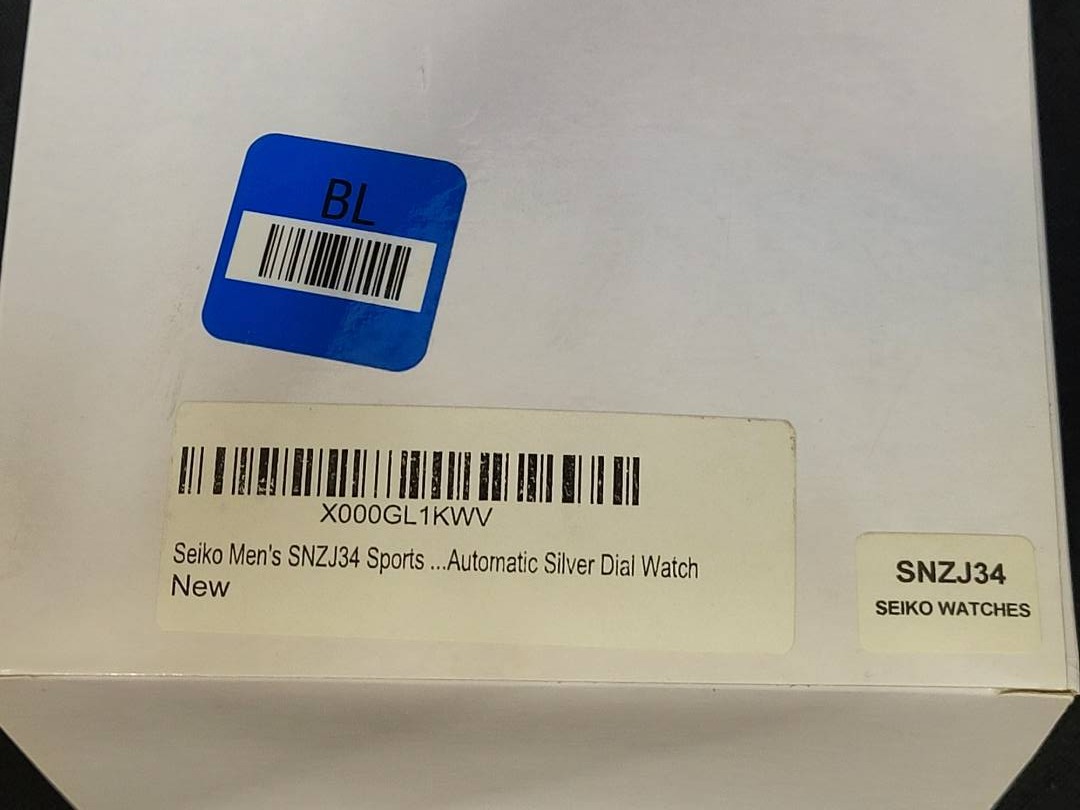 BL
X000GL1KWV
Seiko Men's SNZJ34 Sports ...Automatic Silver Dial Watch
New
SNZJ34
SEIKO WATCHES